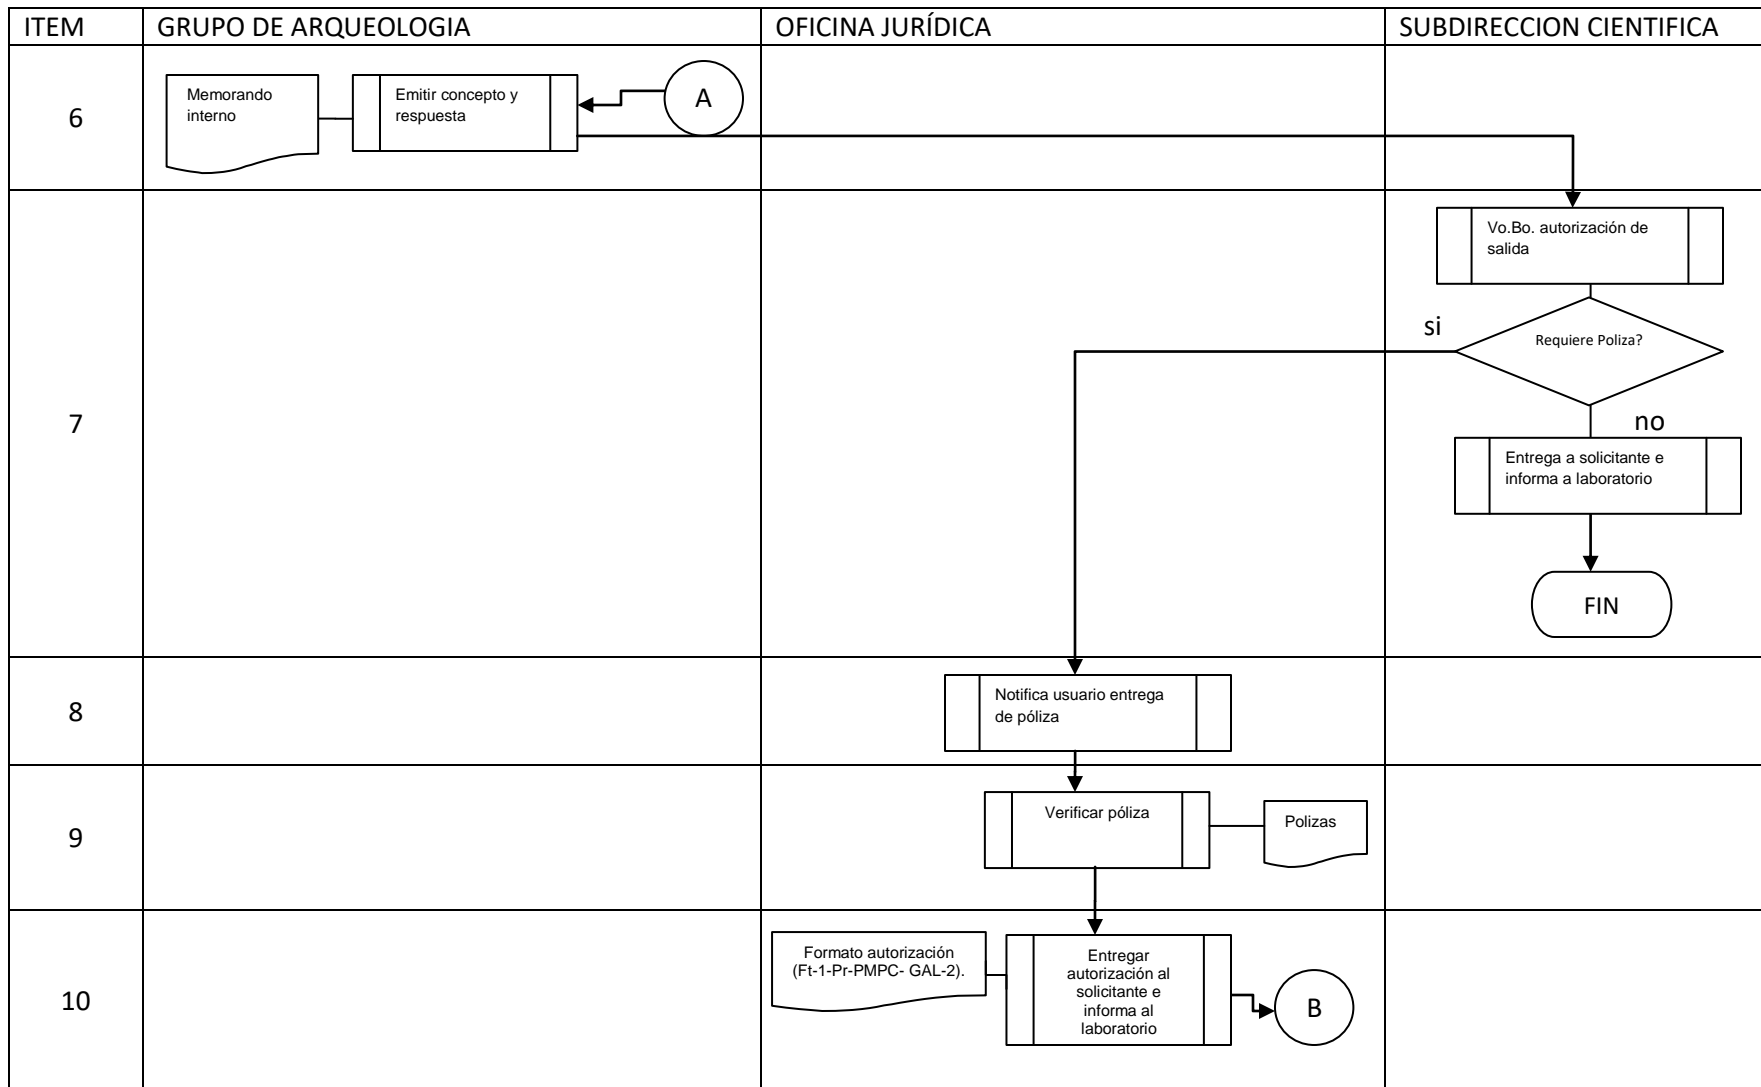 ITEM
GRUPO DE ARQUEOLOGIA
OFICINA JURÍDICA
SUBDIRECCION CIENTIFICA
6
Memorando
interno
Emitir concepto y
respuesta
A
7
Vo.Bo. autorización de
salida
si
Requiere Poliza?
no
Entrega a solicitante e
informa a laboratorio
FIN
8
Notifica usuario entrega
de póliza
9
Verificar póliza
Polizas
10
Formato autorización
(Ft-1-Pr-PMPC- GAL-2).
Entregar
autorización al
solicitante e
informa al
laboratorio
B